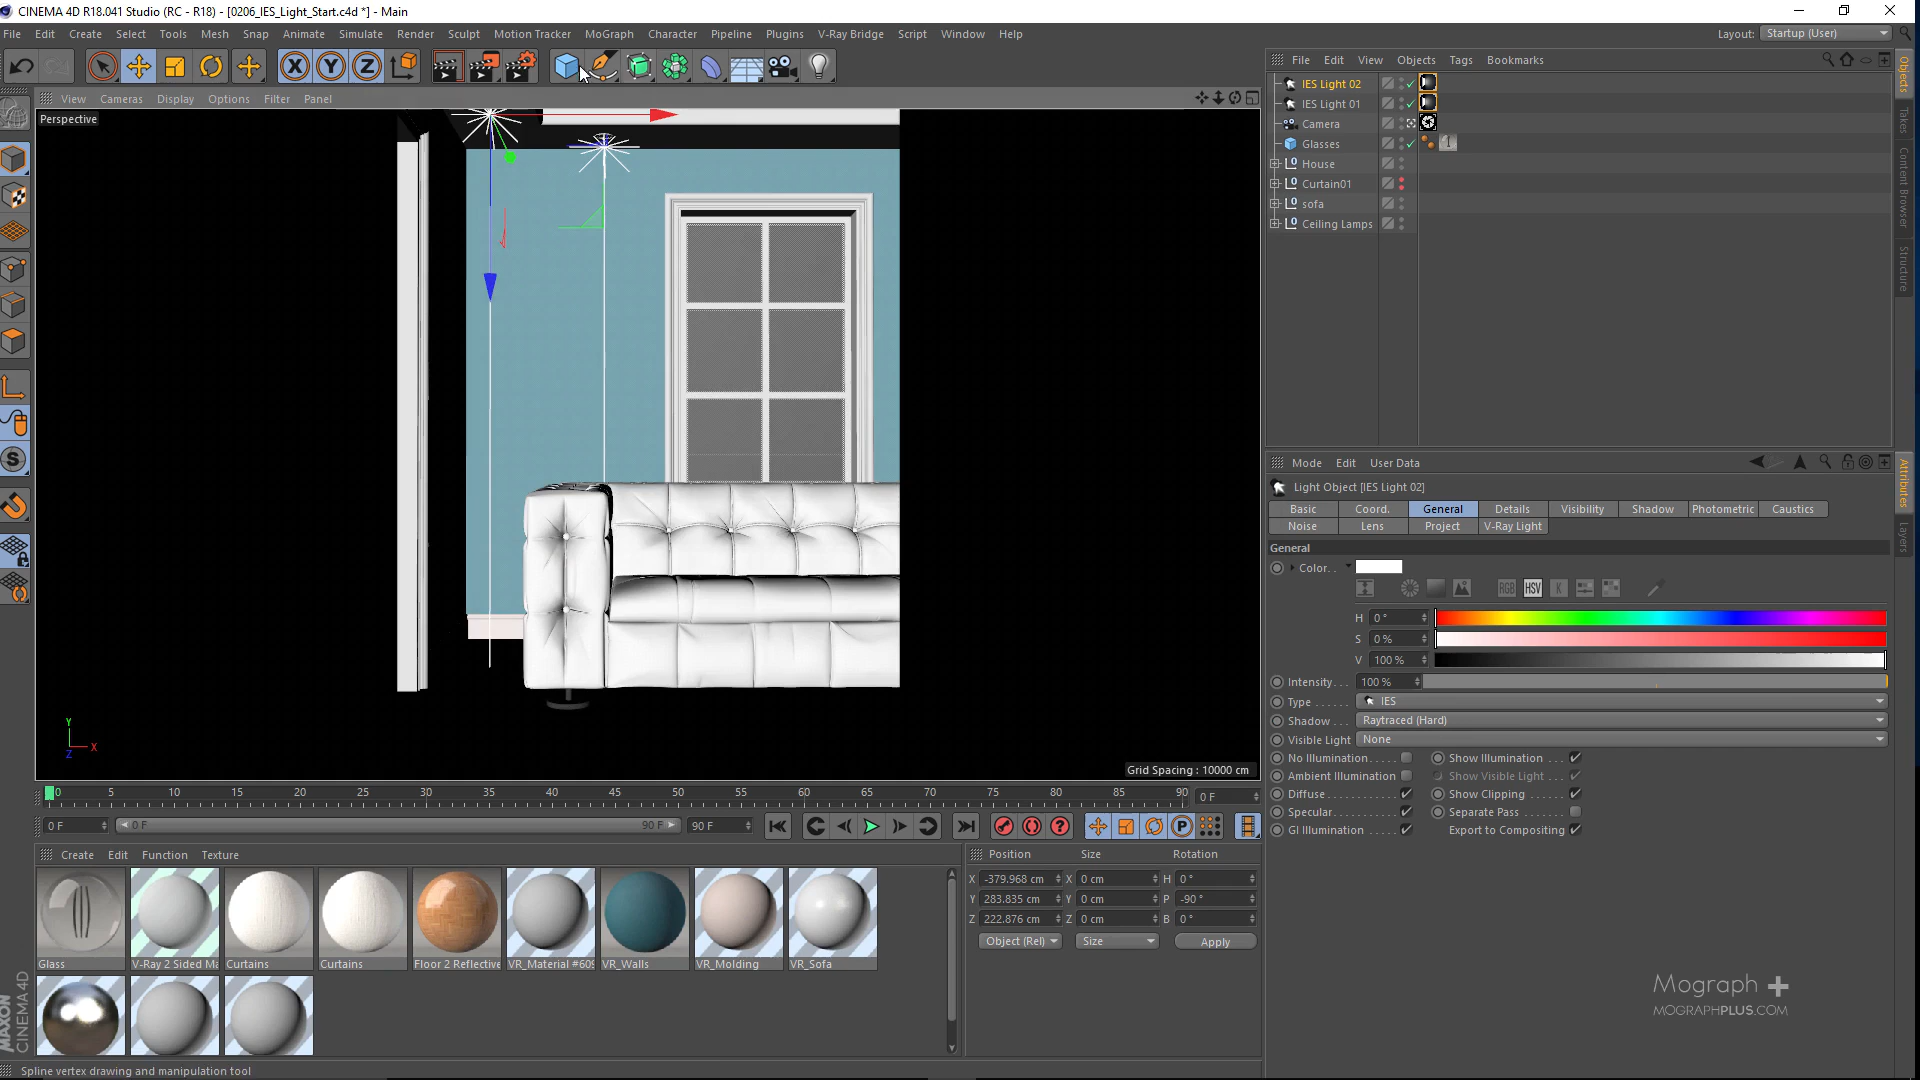 CINEMA 4D R18.041 Studio (RC - R18) - [0206_IES_Light_Start.c4d *] - Main
File Edit Create Select Tools Mesh Snap Animate Simulate Render Sculpt Motion Tracker MoGraph Character Pipeline Plugins V-Ray Bridge Script Window Help Layout: Startup (User)
X Y Z
File Edit View Objects Tags Bookmarks
View Cameras Display Options Filter Panel
Perspective
IES Light 02
IES Light 01
Camera
Glasses
House
Curtain01
sofa
Ceiling Lamps
Objects
Takes
Content Browser
Structure
Attributes
Layers
Mode Edit User Data
Light Object [IES Light 02]
Basic Coord. General Details Visibility Shadow Photometric Caustics
Noise Lens Project V-Ray Light
General
Color. .
RGB HSV K
H 0 °
S 0 %
V 100 %
Intensity. . . 100 %
Type . . . . . . IES
Shadow . . . Raytraced (Hard)
Visible Light None
No Illumination. . . . . Show Illumination . . .
Ambient Illumination Show Visible Light . . .
Diffuse. . . . . . . . . . . . Show Clipping . . . .
Specular. . . . . . . . . . . Separate Pass . . . . . . .
GI Illumination . . . . Export to Compositing
Y
X
Z
Grid Spacing : 10000 cm
0 5 10 15 20 25 30 35 40 45 50 55 60 65 70 75 80 85 90 0 F
0 F 0 F 90 F 90 F
P
Create Edit Function Texture
Position Size Rotation
X -379.968 cm X 0 cm H 0 °
Y 283.835 cm Y 0 cm P -90 °
Z 222.876 cm Z 0 cm B 0 °
Object (Rel) Size Apply
Glass V-Ray 2 Sided Ma Curtains Curtains Floor 2 Reflective VR_Material #609 VR_Walls VR_Molding VR_Sofa
MAXON
CINEMA 4D
Mograph +
MOGRAPHPLUS.COM
Spline vertex drawing and manipulation tool